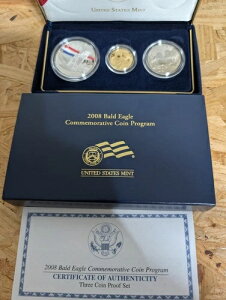 UNITED STATES MINT
2008 Bald Eagle
Commemorative Coin Program
UNITED STATES MINT
2008 Bald Eagle Commemorative Coin Program
CERTIFICATE OF AUTHENTICITY
Three Coin Proof Set